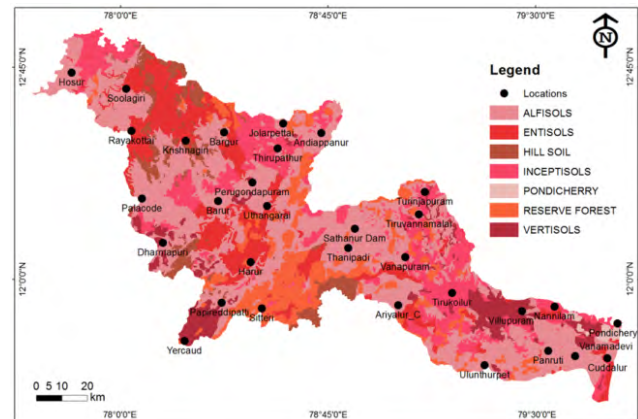 78°0'0"E
78°45'0"E
79°30'0"E
N
12°45'0"N
12°45'0"N
Hosur
Soolagiri
Rayakottai
Krishnagiri
Bargur
Jolarpettai
Andiappanur
Thirupathur
Perugondapuram
Palacode
Barur
Uthangarai
Dharmapuri
Harur
Sathanur Dam
Thanipadi
Tiruvannamalai
Vanapuram
12°0'0"N
12°0'0"N
Papireddipatti
Sitteri
Yercaud
Ariyalur_C
Tirukoilur
Villupuram
Nannilam
Pondichery
Ulunthurpet
Panruti
Vanamadevi
Cuddalur
Legend
Locations
ALFISOLS
ENTISOLS
HILL SOIL
INCEPTISOLS
PONDICHERRY
RESERVE FOREST
VERTISOLS
0 5 10 20
km
78°0'0"E
78°45'0"E
79°30'0"E